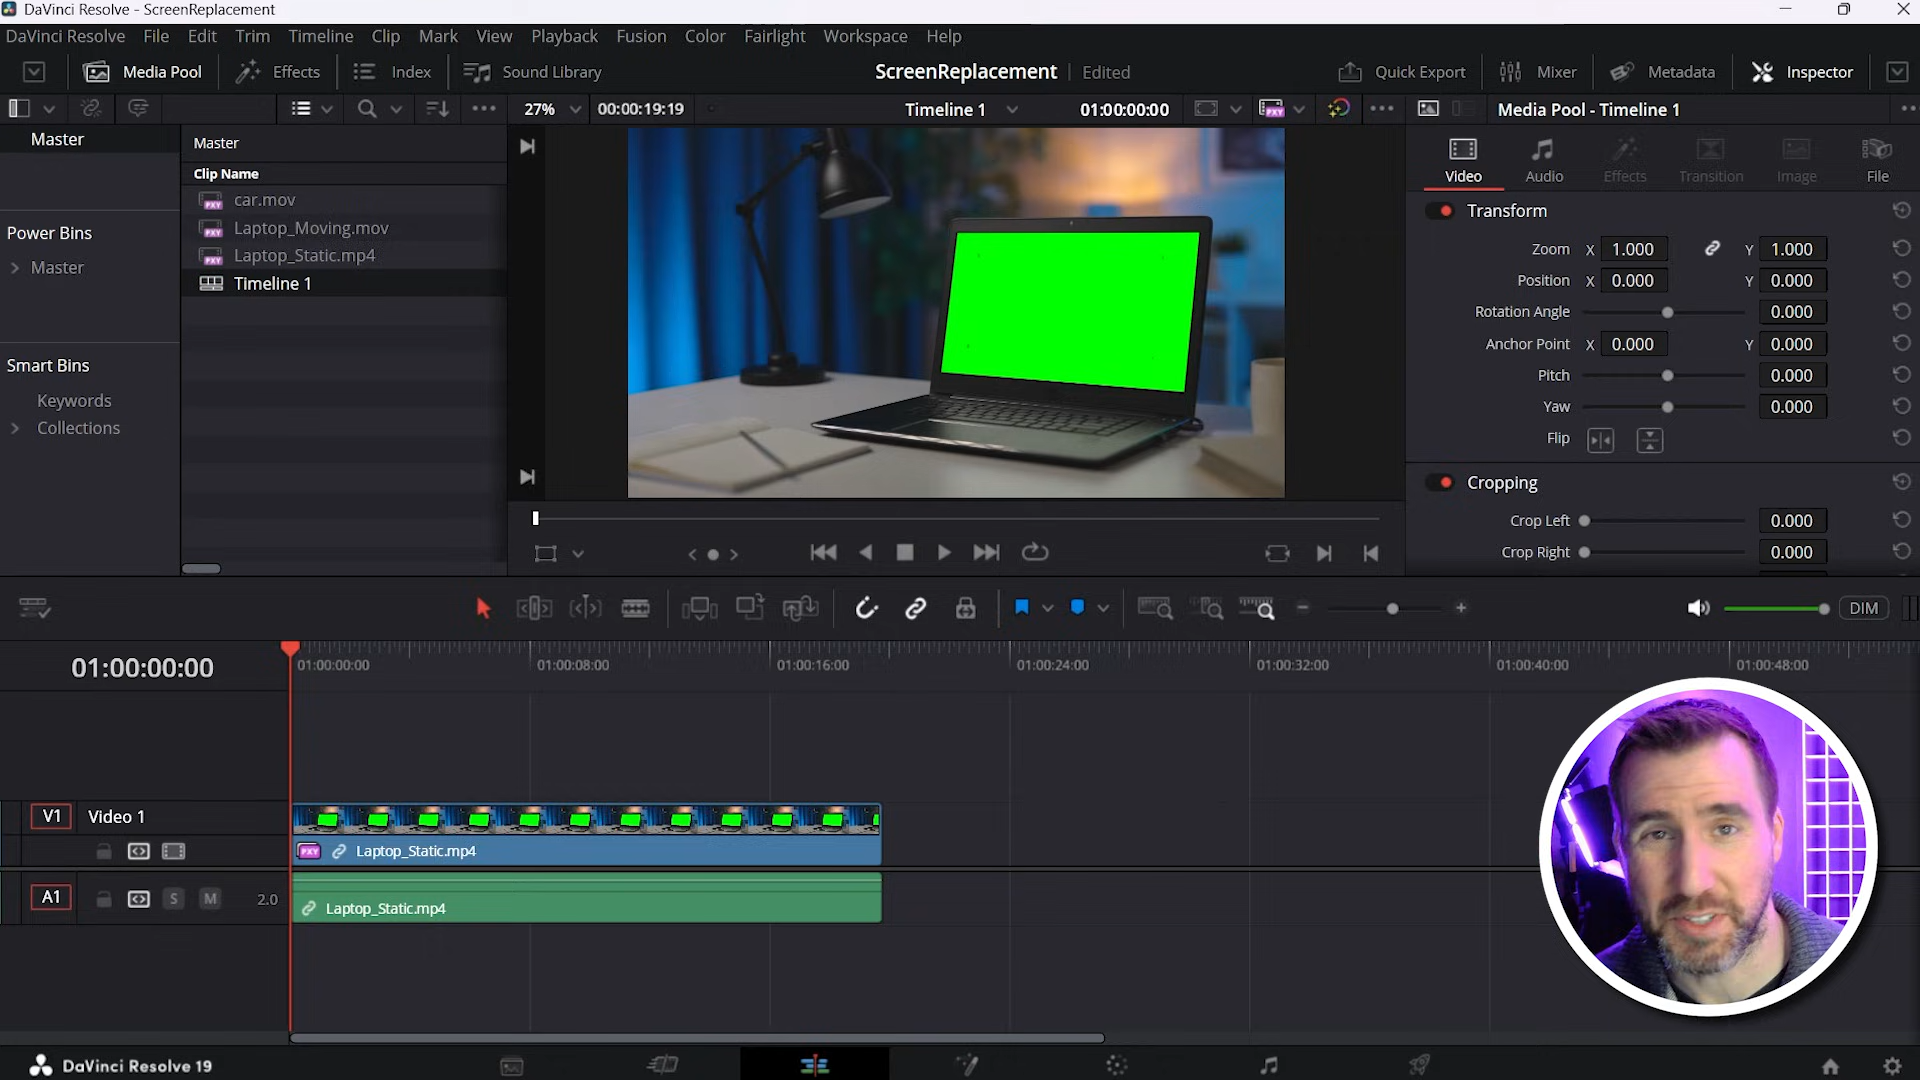 DaVinci Resolve - ScreenReplacement
DaVinci Resolve File Edit Trim Timeline Clip Mark View Playback Fusion Color Fairlight Workspace Help
Media Pool Effects Index Sound Library ScreenReplacement Edited Quick Export Mixer Metadata Inspector
27% 00:00:19:19 Timeline 1 01:00:00:00 Media Pool - Timeline 1
Master
Master
Clip Name
car.mov
Laptop_Moving.mov
Laptop_Static.mp4
Timeline 1
Power Bins
Master
Smart Bins
Keywords
Collections
Video Audio Effects Transition Image File
Transform
Zoom X 1.000 Y 1.000
Position X 0.000 Y 0.000
Rotation Angle 0.000
Anchor Point X 0.000 Y 0.000
Pitch 0.000
Yaw 0.000
Flip
Cropping
Crop Left 0.000
Crop Right 0.000
DIM
01:00:00:00
01:00:00:00 01:00:08:00 01:00:16:00 01:00:24:00 01:00:32:00 01:00:40:00 01:00:48:00
V1 Video 1
PXY Laptop_Static.mp4
A1 S M 2.0
Laptop_Static.mp4
DaVinci Resolve 19